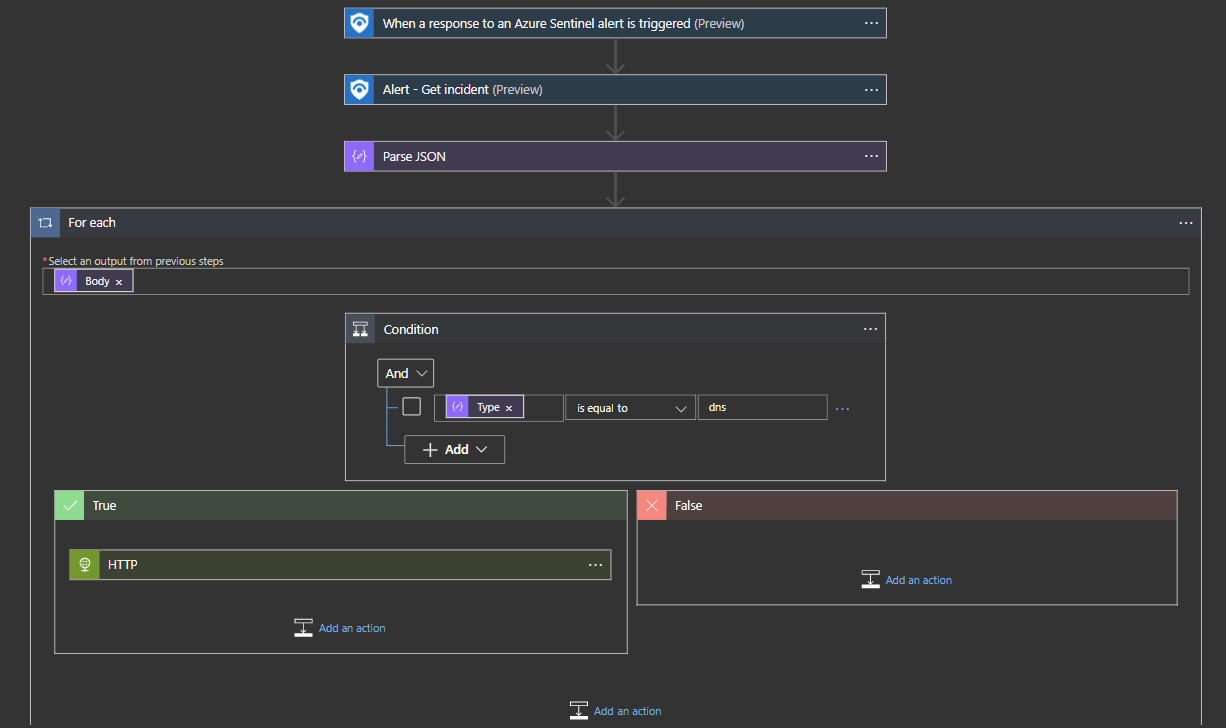 When a response to an Azure Sentinel alert is triggered (Preview)
Alert - Get incident (Preview)
Parse JSON
For each
*Select an output from previous steps
Body ×
Condition
And
Type × is equal to dns
+ Add
True
False
HTTP
Add an action
Add an action
Add an action